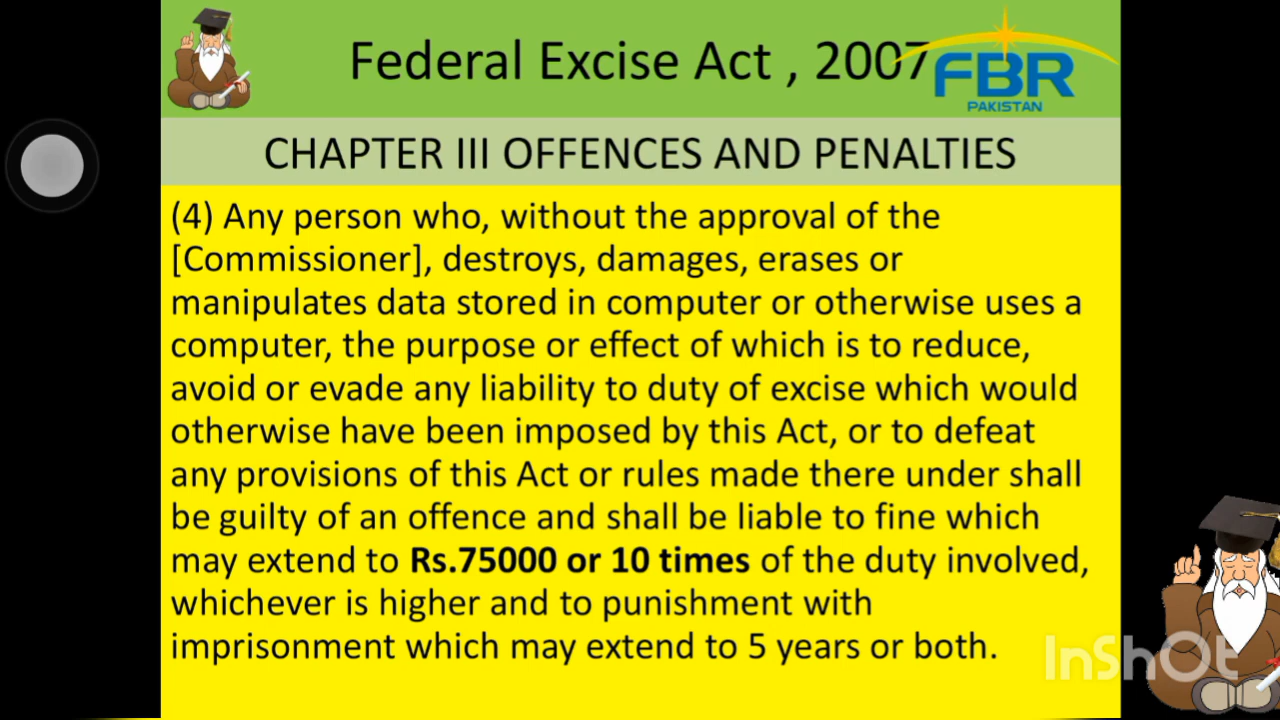 Federal Excise Act , 2007
FBR
PAKISTAN
CHAPTER III OFFENCES AND PENALTIES
(4) Any person who, without the approval of the
[Commissioner], destroys, damages, erases or
manipulates data stored in computer or otherwise uses a
computer, the purpose or effect of which is to reduce,
avoid or evade any liability to duty of excise which would
otherwise have been imposed by this Act, or to defeat
any provisions of this Act or rules made there under shall
be guilty of an offence and shall be liable to fine which
may extend to Rs.75000 or 10 times of the duty involved,
whichever is higher and to punishment with
imprisonment which may extend to 5 years or both.
InShOt